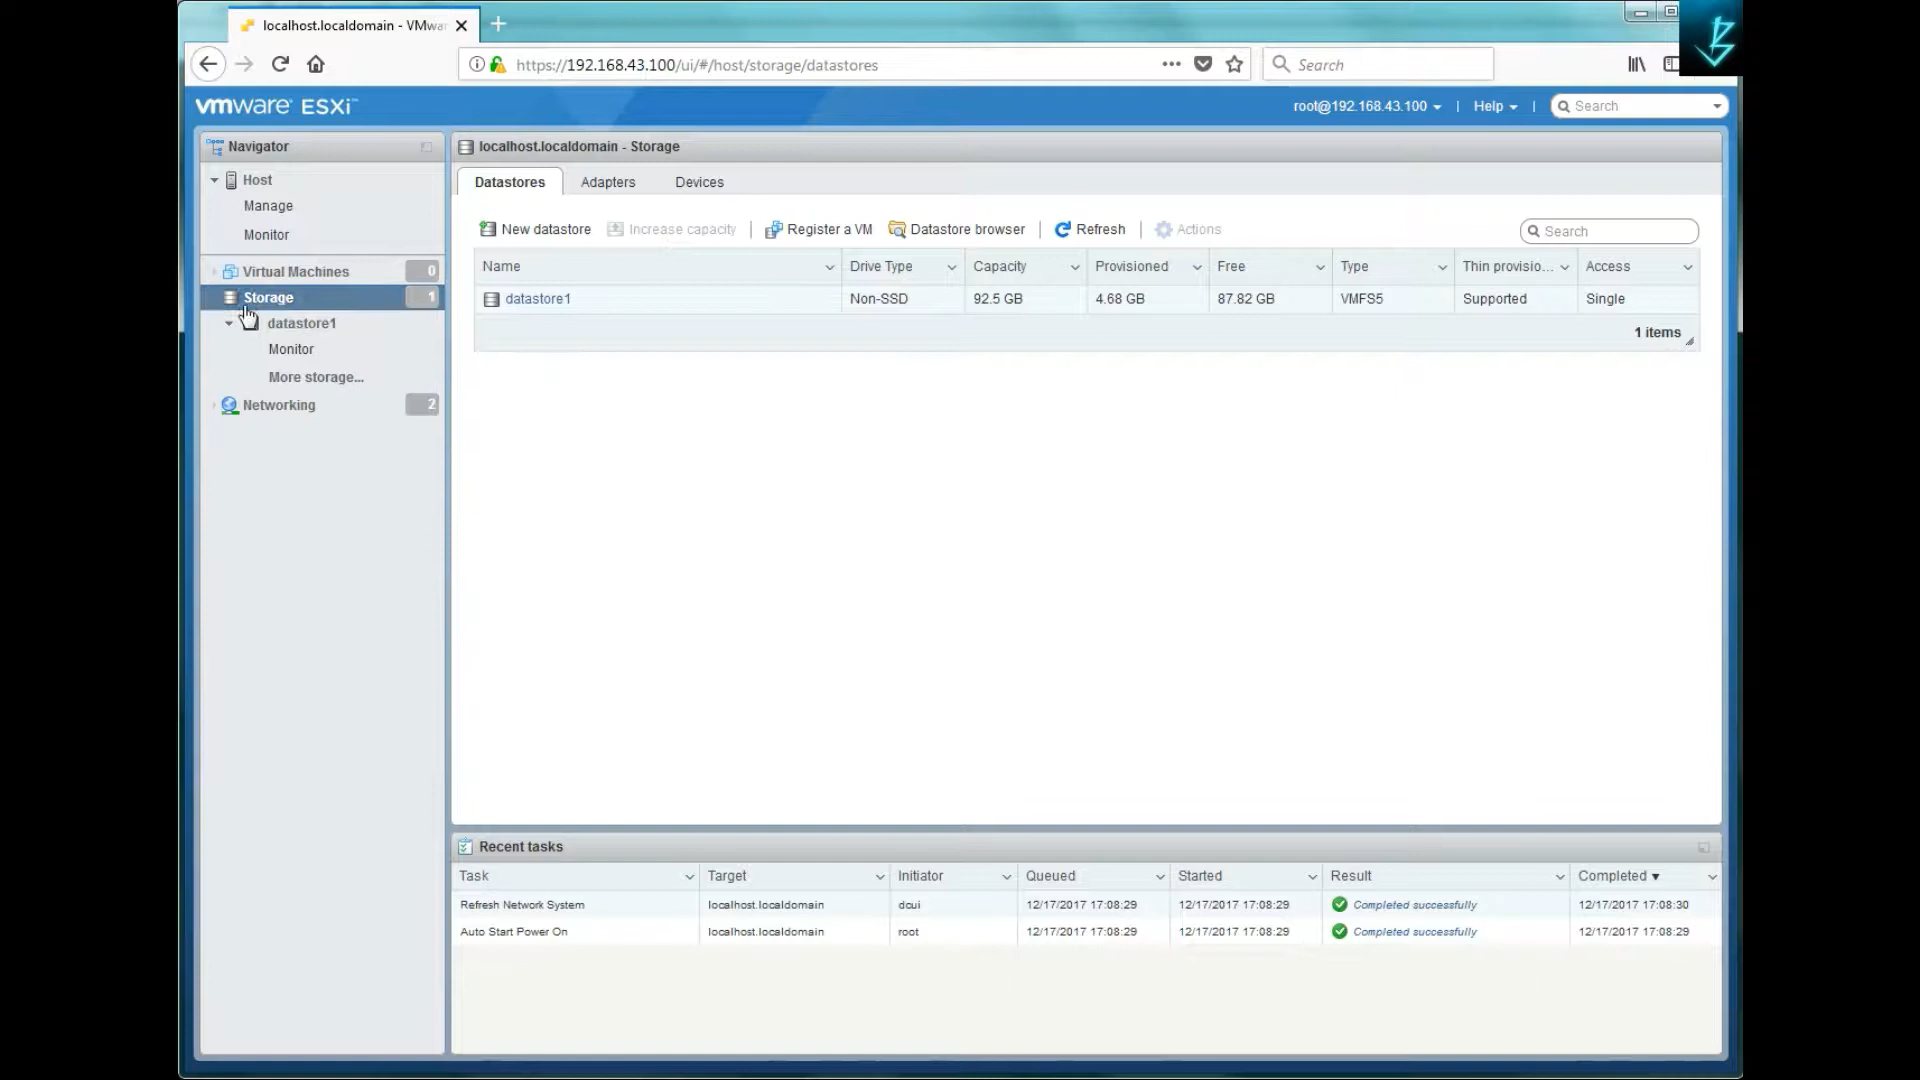 localhost.localdomain - VMwa
https://192.168.43.100/ui/#/host/storage/datastores
Search
vmware ESXi™
root@192.168.43.100
Help
Search
Navigator
Host
Manage
Monitor
Virtual Machines 0
Storage 1
datastore1
Monitor
More storage...
Networking 2
localhost.localdomain - Storage
Datastores Adapters Devices
New datastore Increase capacity | Register a VM Datastore browser | Refresh | Actions
Search
Name Drive Type Capacity Provisioned Free Type Thin provisio... Access
datastore1 Non-SSD 92.5 GB 4.68 GB 87.82 GB VMFS5 Supported Single
1 items
Recent tasks
Task Target Initiator Queued Started Result Completed ▼
Refresh Network System localhost.localdomain dcui 12/17/2017 17:08:29 12/17/2017 17:08:29 Completed successfully 12/17/2017 17:08:30
Auto Start Power On localhost.localdomain root 12/17/2017 17:08:29 12/17/2017 17:08:29 Completed successfully 12/17/2017 17:08:29